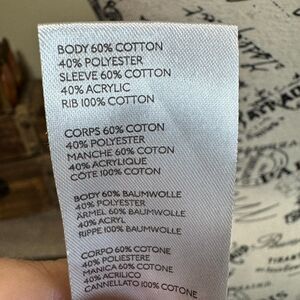 BODY 60% COTTON
40% POLYESTER
SLEEVE 60% COTTON
40% ACRYLIC
RIB 100% COTTON
CORPS 60% COTON
40% POLYESTER
MANCHE 60% COTON
40% ACRYLIQUE
CÔTE 100% COTON
BODY 60% BAUMWOLLE
40% POLYESTER
ÄRMEL 60% BAUMWOLLE
40% ACRYL
RIPPE 100% BAUMWOLLE
CORPO 60% COTONE
40% POLIESTERE
MANICA 60% COTONE
40% ACRILICO
CANNELLATO 100% COTONE